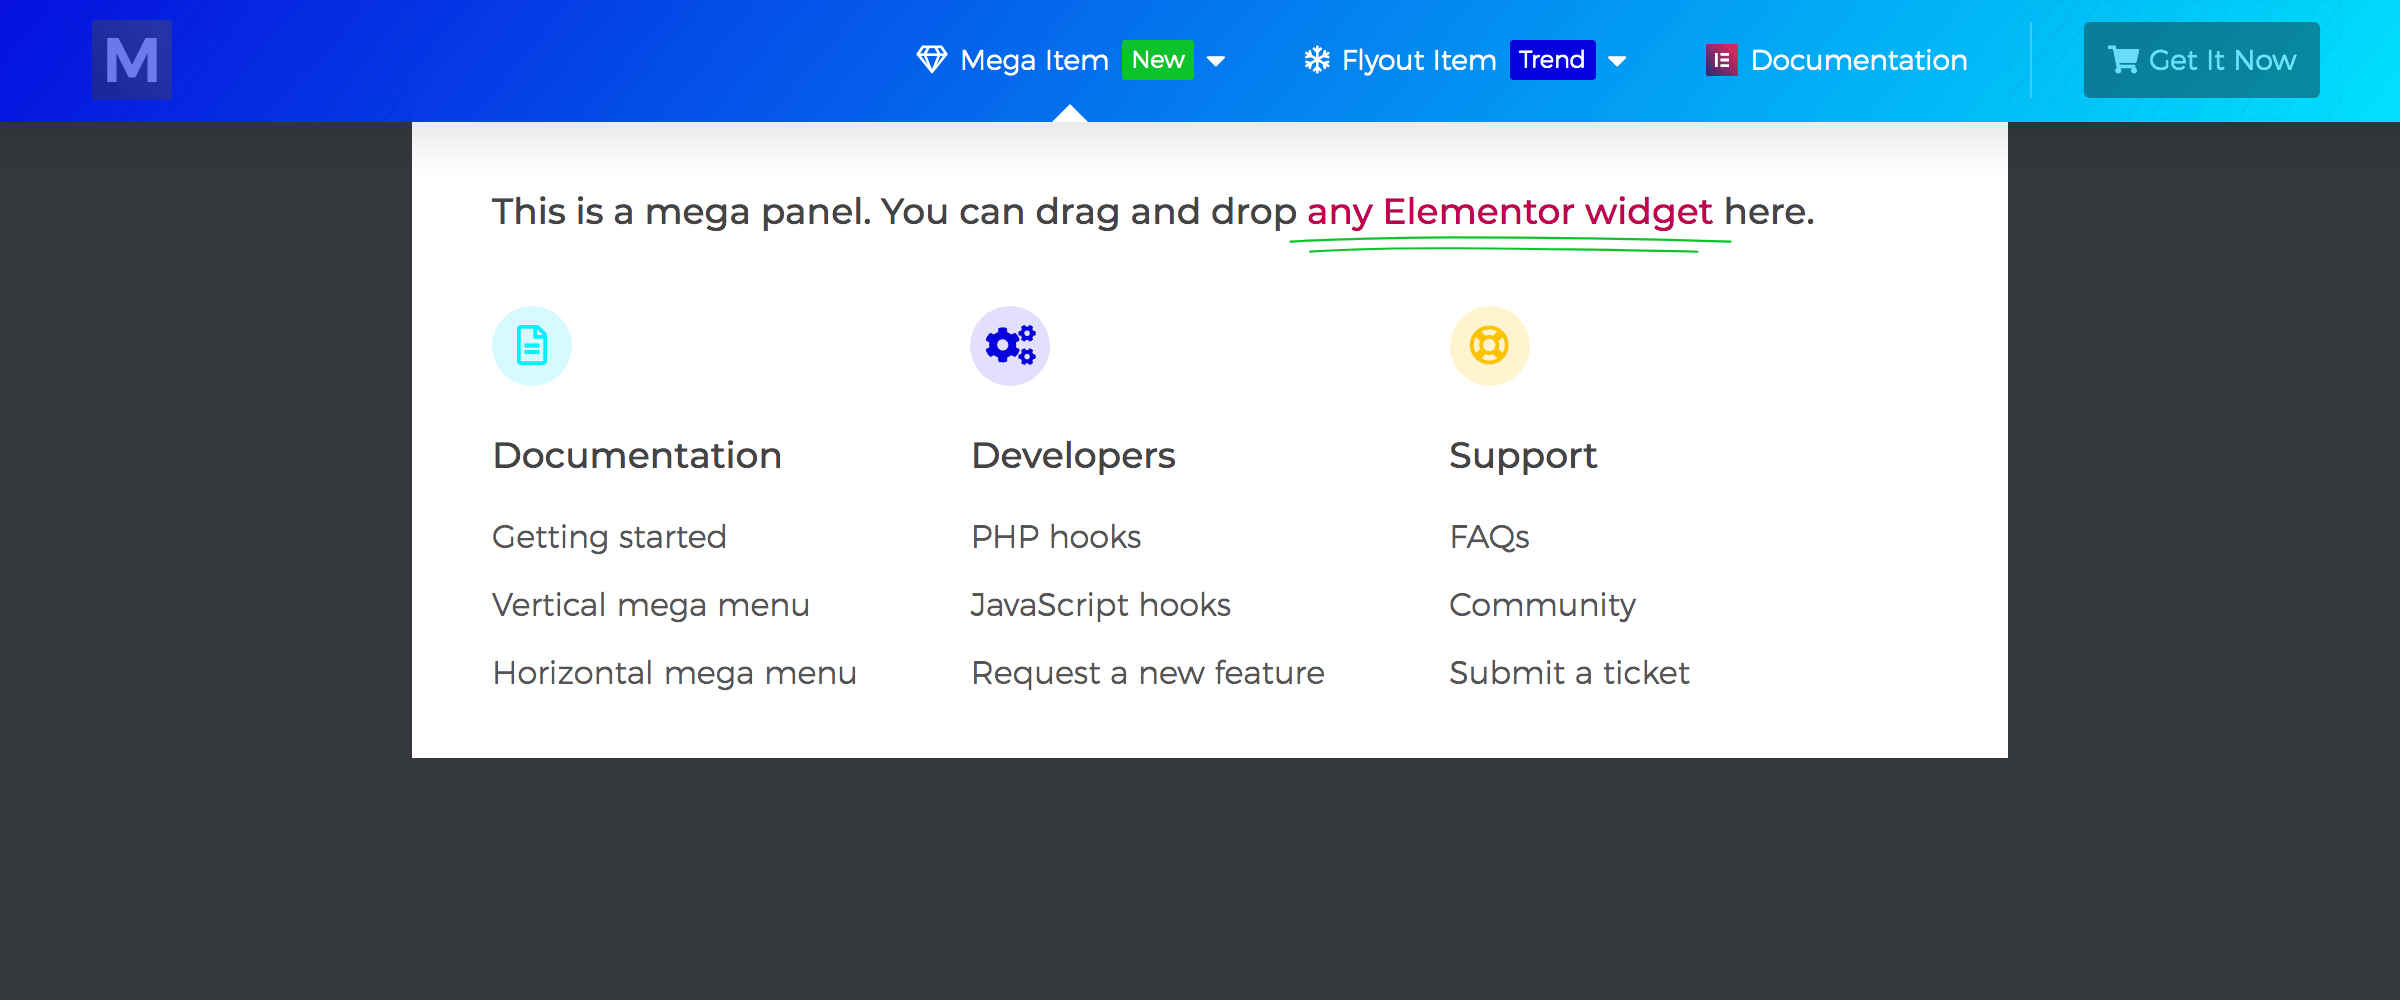 M
Mega Item New
Flyout Item Trend
Documentation
Get It Now
This is a mega panel. You can drag and drop any Elementor widget here.
Documentation
Getting started
Vertical mega menu
Horizontal mega menu
Developers
PHP hooks
JavaScript hooks
Request a new feature
Support
FAQs
Community
Submit a ticket